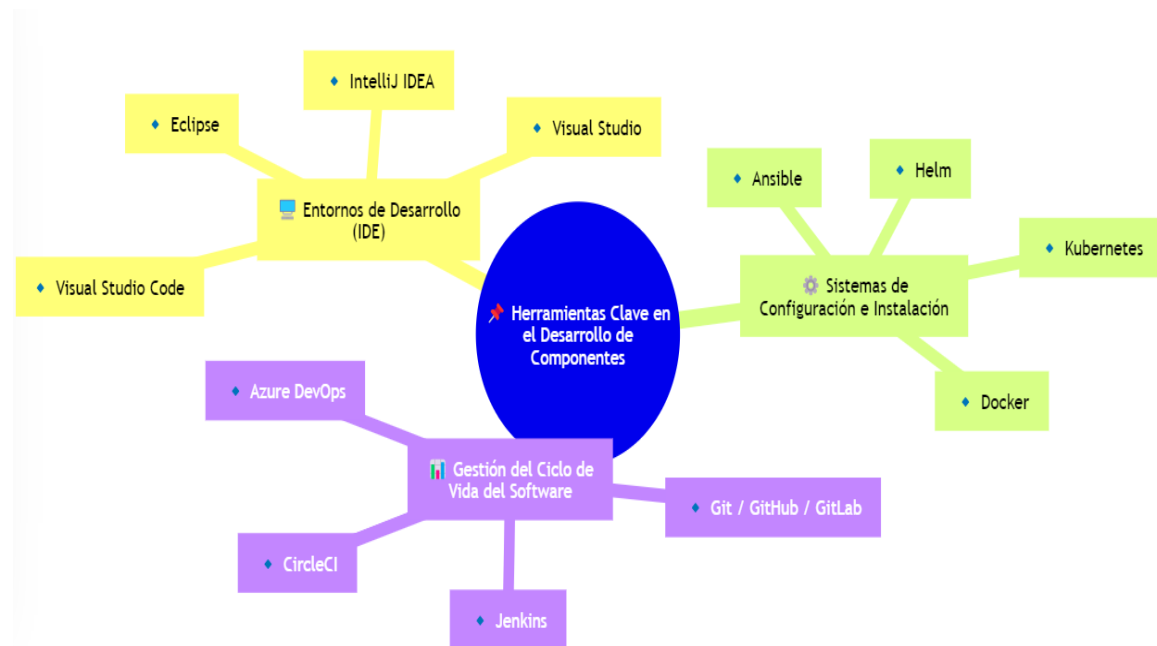 IntelliJ IDEA
Eclipse
Visual Studio
Entornos de Desarrollo
(IDE)
Visual Studio Code
Ansible
Helm
Kubernetes
Sistemas de
Configuración e Instalación
Docker
Herramientas Clave en
el Desarrollo de
Componentes
Azure DevOps
Gestión del Ciclo de
Vida del Software
Git / GitHub / GitLab
CircleCI
Jenkins